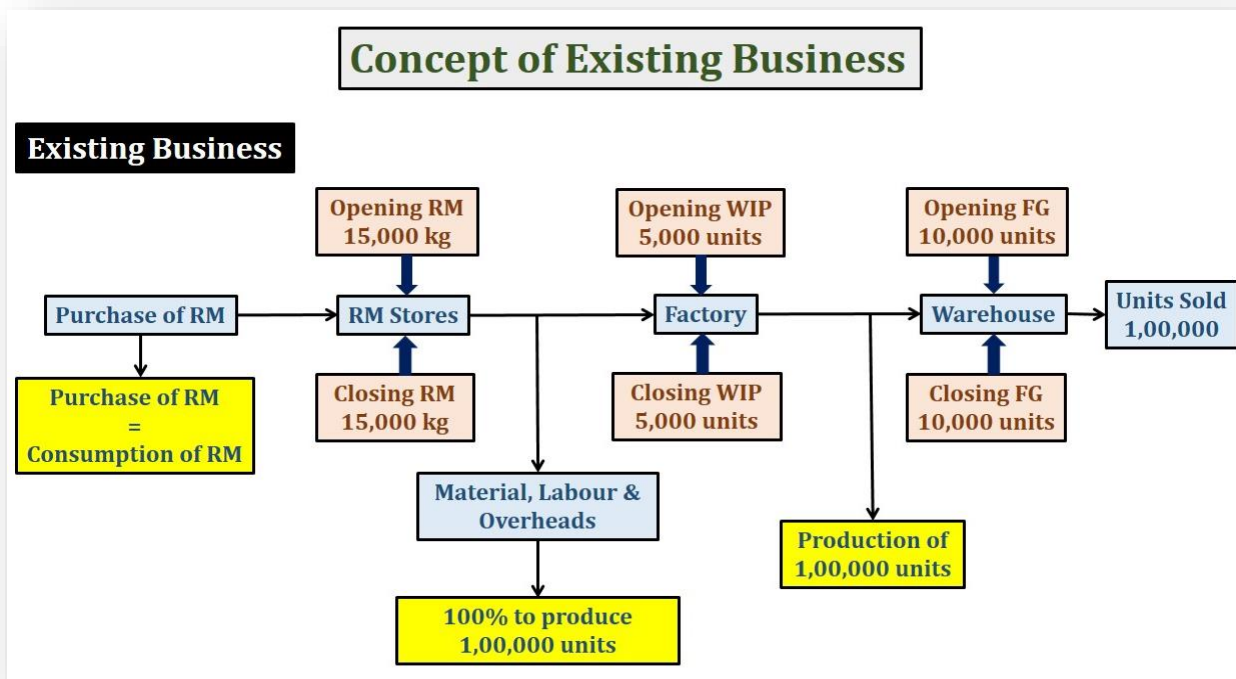 Concept of Existing Business
Existing Business
Opening RM
15,000 kg
Opening WIP
5,000 units
Opening FG
10,000 units
Purchase of RM
RM Stores
Factory
Warehouse
Units Sold
1,00,000
Purchase of RM
=
Consumption of RM
Closing RM
15,000 kg
Closing WIP
5,000 units
Closing FG
10,000 units
Material, Labour &
Overheads
Production of
1,00,000 units
100% to produce
1,00,000 units